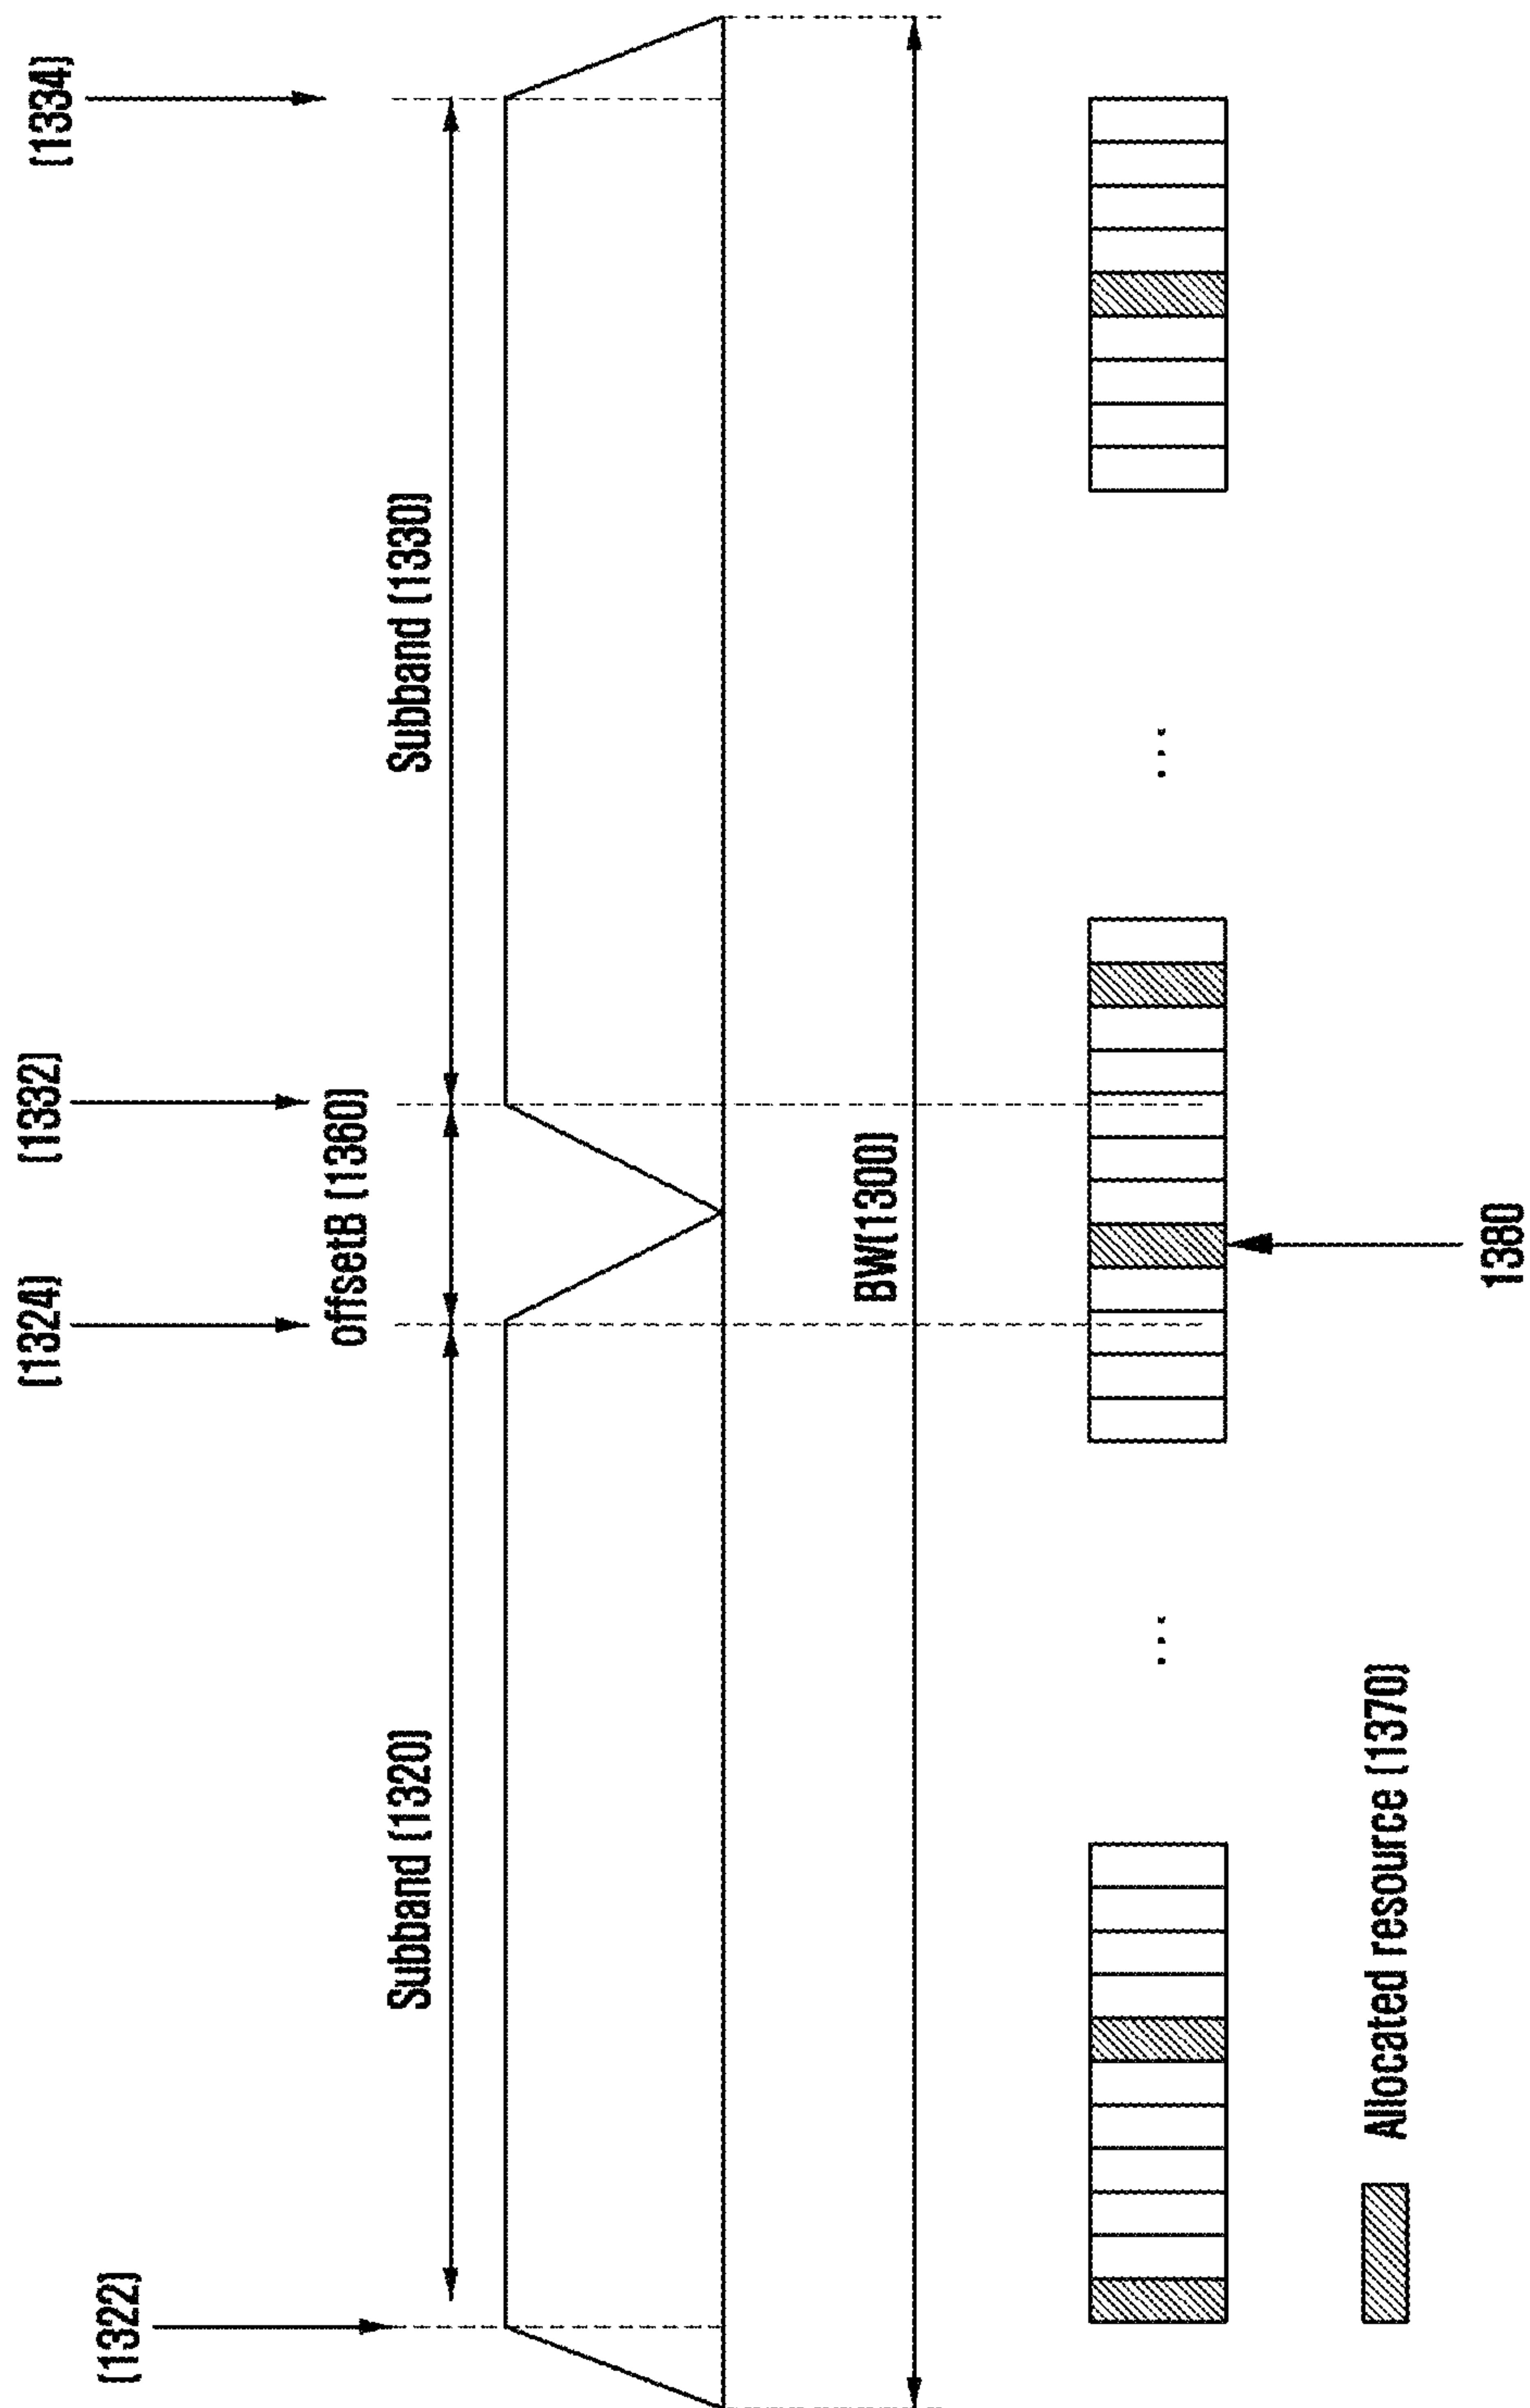 (1322)
(1324)
(1332)
(1334)
offsetB (1360)
Subband (1320)
Subband (1330)
BW(1300)
...
...
1380
Allocated resource (1370)